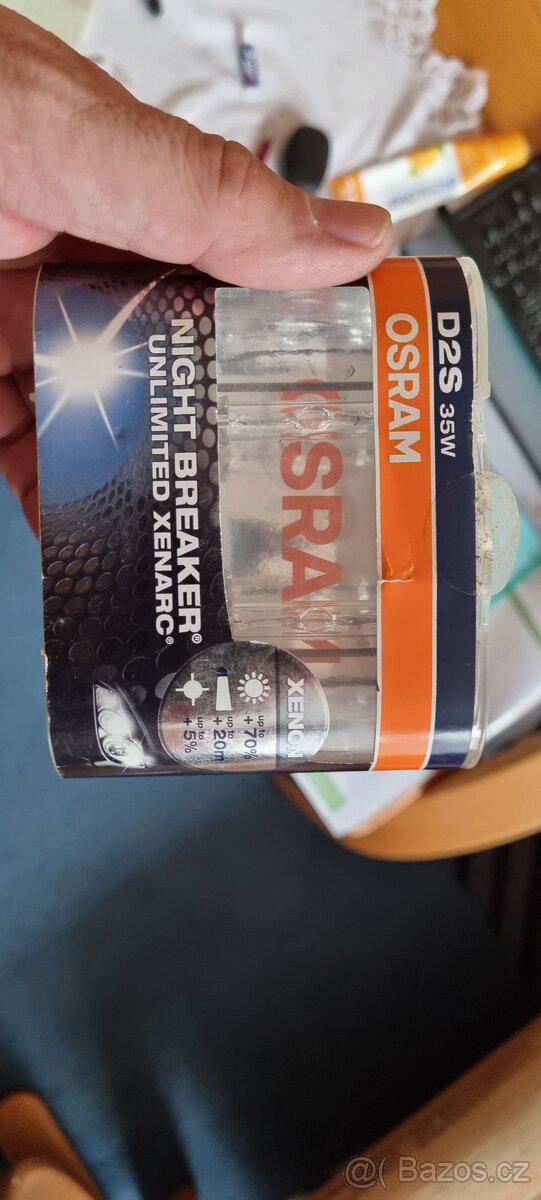 D2S 35W
OSRAM
OSRAM
NIGHT BREAKER®
UNLIMITED XENARC®
XENON
up to
+ 70%
up to
+ 20m
up to
+ 5%
@( Bazos.cz